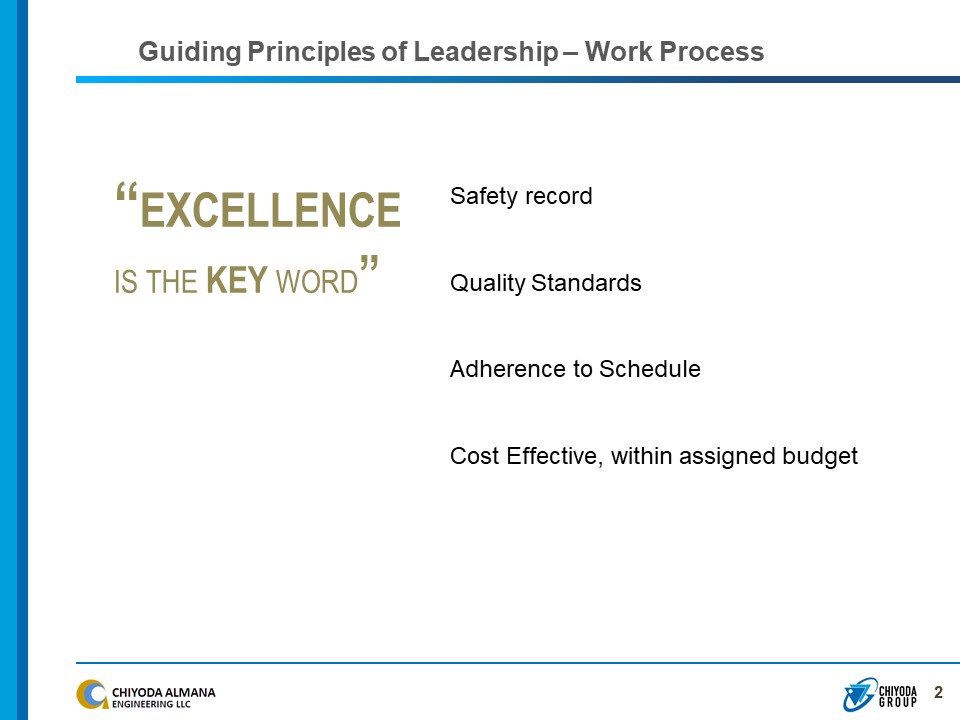 Guiding Principles of Leadership – Work Process
“EXCELLENCE
IS THE KEY WORD”
Safety record
Quality Standards
Adherence to Schedule
Cost Effective, within assigned budget
CHIYODA ALMANA
ENGINEERING LLC
CHIYODA
GROUP
2